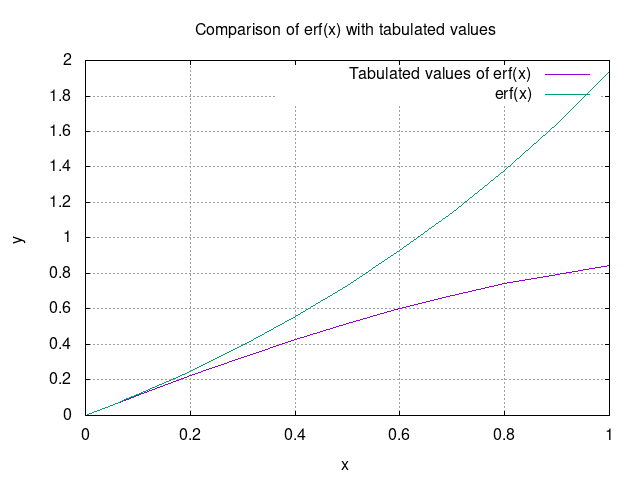 Comparison of erf(x) with tabulated values
Tabulated values of erf(x)
erf(x)
2
1.8
1.6
1.4
1.2
1
0.8
0.6
0.4
0.2
0
y
0 0.2 0.4 0.6 0.8 1
x